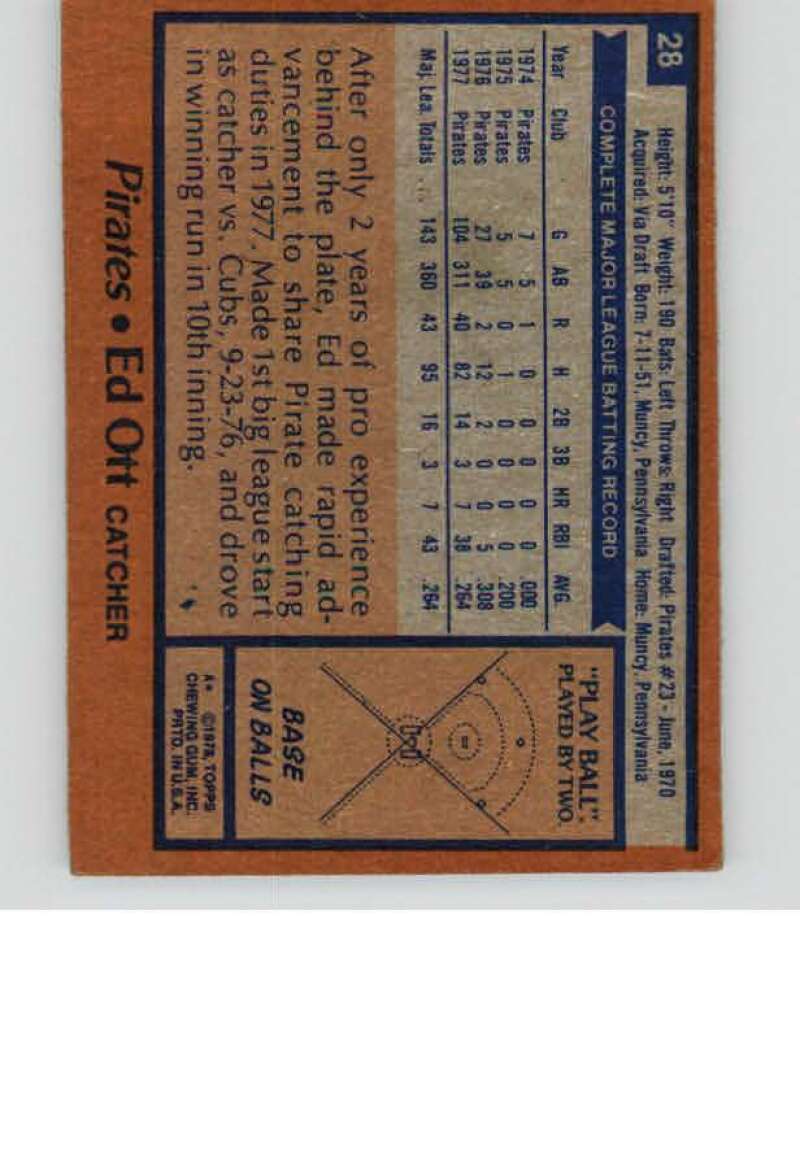 28
Height: 5'10" Weight: 190 Bats: Left Throws: Right Drafted: Pirates #23 - June, 1970
Acquired: Via Draft Born: 7-11-51, Muncy, Pennsylvania Home: Muncy, Pennsylvania
COMPLETE MAJOR LEAGUE BATTING RECORD
Year Club G AB R H 2B 3B HR RBI AVG.
1974 Pirates 7 5 1 0 0 0 0 0 .000
1975 Pirates 5 5 0 1 0 0 0 0 .200
1976 Pirates 27 39 2 12 2 0 0 5 .308
1977 Pirates 104 311 40 82 14 3 7 38 .264
Maj. Lea. Totals ... 143 360 43 95 16 3 7 43 .264
After only 2 years of pro experience
behind the plate, Ed made rapid ad-
vancement to share Pirate catching
duties in 1977. Made 1st big league start
as catcher vs. Cubs, 9-23-76, and drove
in winning run in 10th inning.
"PLAY BALL":
PLAYED BY TWO.
BASE
ON BALLS
A* ©1978, TOPPS
CHEWING GUM, INC.
PRTD. IN U.S.A.
Pirates • Ed Ott CATCHER